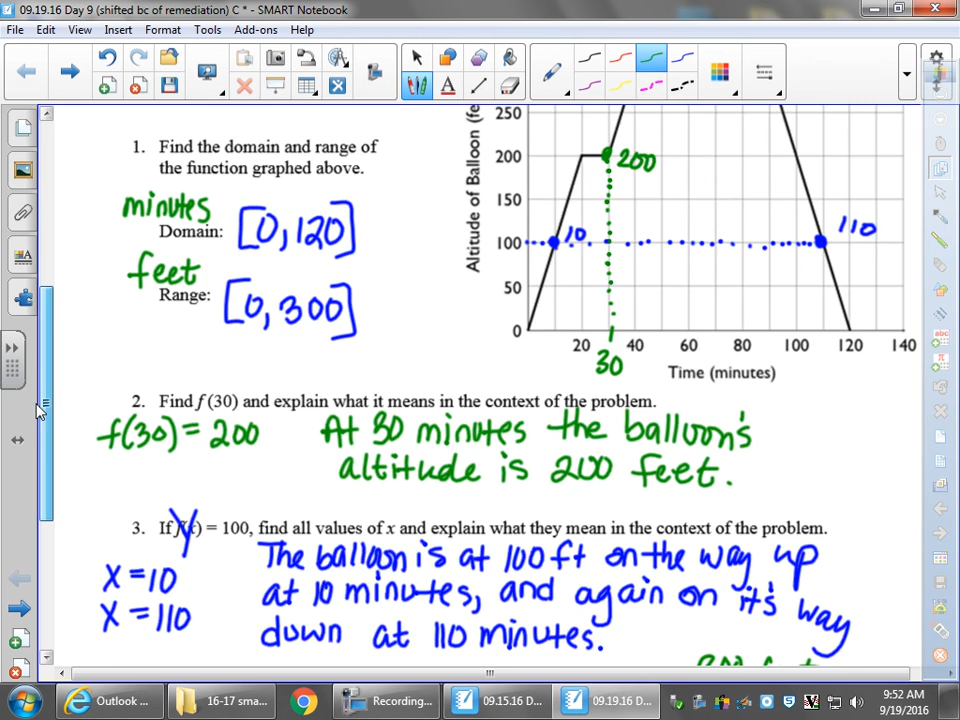 09.19.16 Day 9 (shifted bc of remediation) C * - SMART Notebook
File Edit View Insert Format Tools Add-ons Help
1. Find the domain and range of
the function graphed above.
minutes
Domain: [0,120]
feet
Range: [0,300]
Altitude of Balloon (fe
250
200
150
100
50
0
200
10
110
20 40 60 80 100 120 140
30
Time (minutes)
2. Find f (30) and explain what it means in the context of the problem.
f(30) = 200 At 30 minutes the balloon's
altitude is 200 feet.
3. If y = 100, find all values of x and explain what they mean in the context of the problem.
x = 10
x = 110
The balloon is at 100ft on the way up
at 10 minutes, and again on it's way
down at 110 minutes.
Outlook ... 16-17 sma... Recording... 09.15.16 D... 09.19.16 D...
9:52 AM
9/19/2016